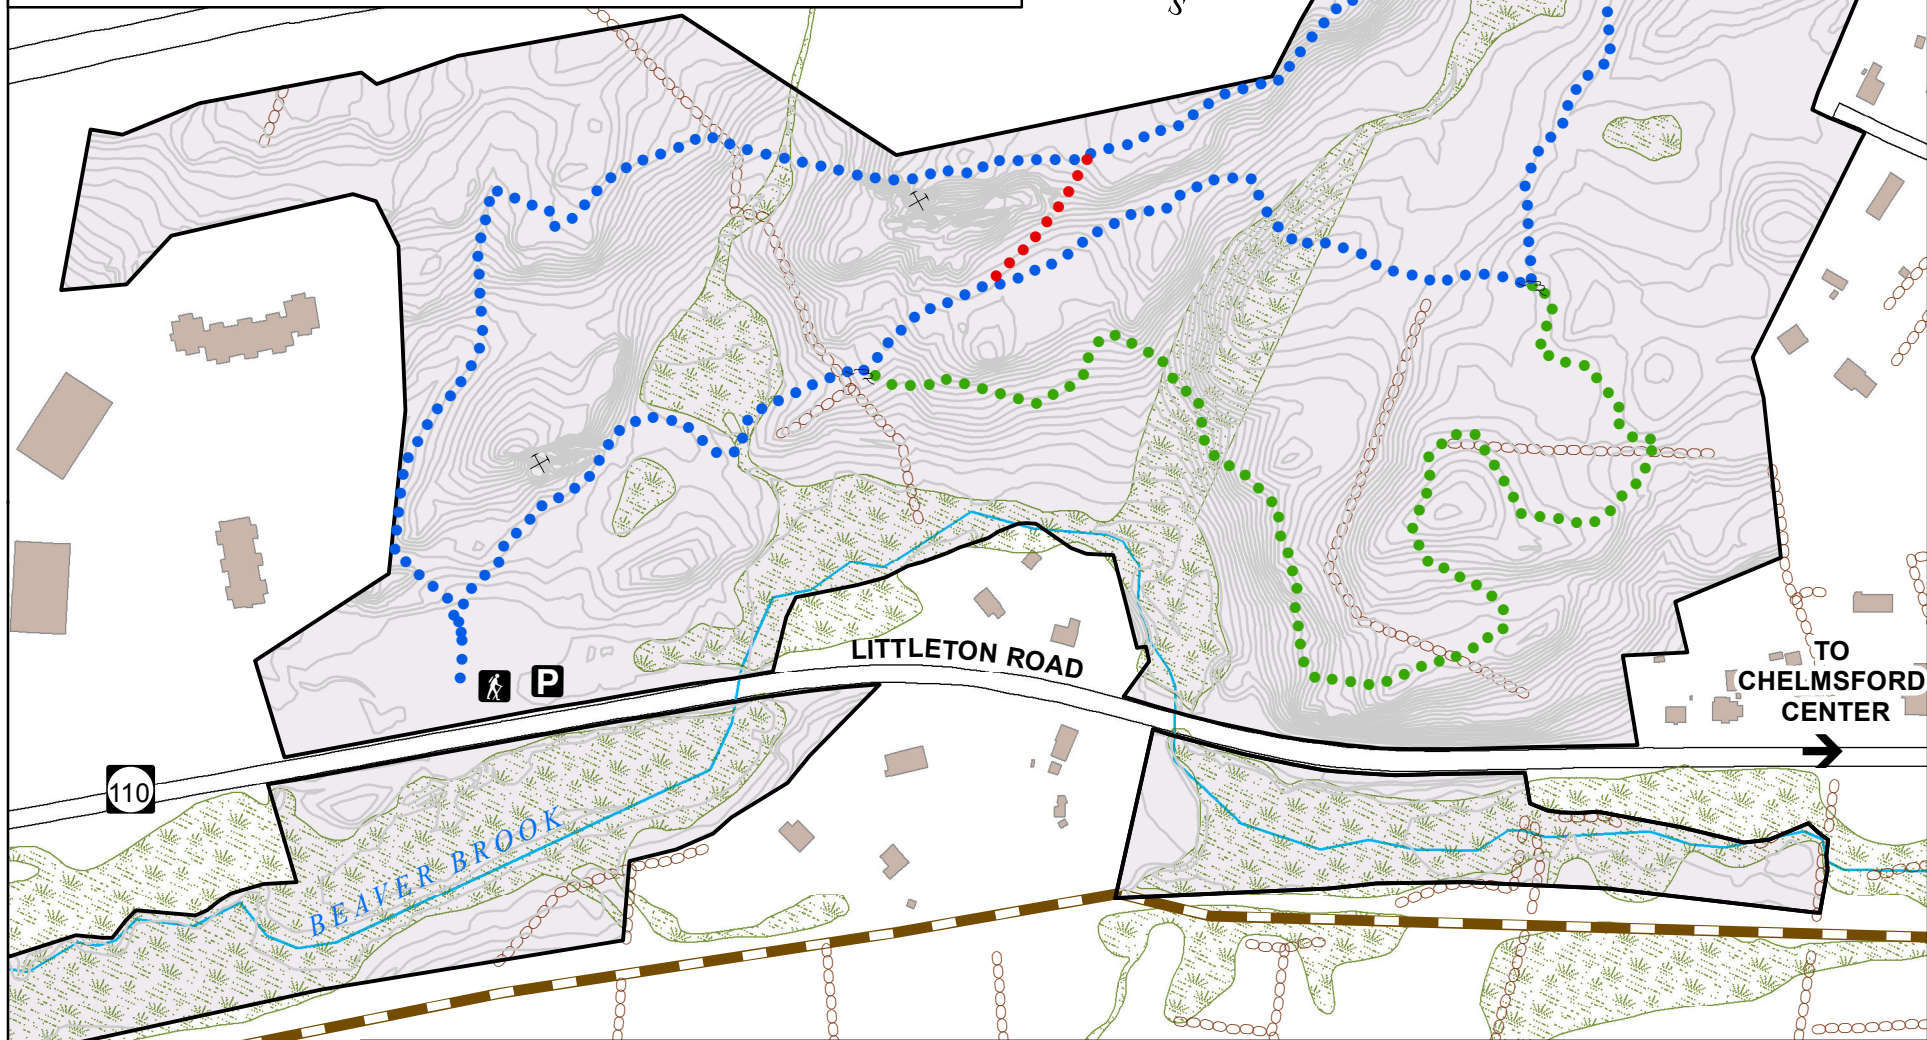 S
LITTLETON ROAD
P
TO
CHELMSFORD
CENTER
110
BEAVER BROOK